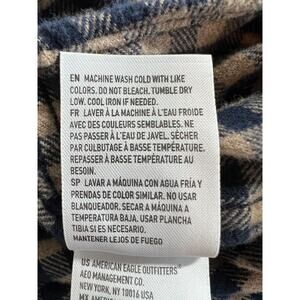 EN MACHINE WASH COLD WITH LIKE
COLORS. DO NOT BLEACH. TUMBLE DRY
LOW. COOL IRON IF NEEDED.
FR LAVER À LA MACHINE À L'EAU FROIDE
AVEC DES COULEURS SEMBLABLES. NE
PAS PASSER À L'EAU DE JAVEL. SÉCHER
PAR CULBUTAGE À BASSE TEMPÉRATURE.
REPASSER À BASSE TEMPÉRATURE AU
BESOIN.
SP LAVAR A MÁQUINA CON AGUA FRÍA Y
PRENDAS DE COLOR SIMILAR. NO USAR
BLANQUEADOR. SECAR A MÁQUINA A
TEMPERATURA BAJA. USAR PLANCHA
TIBIA SI ES NECESARIO.
MANTENER LEJOS DE FUEGO
US AMERICAN EAGLE OUTFITTERS®
AEO MANAGEMENT CO.
NEW YORK, NY 10016 USA